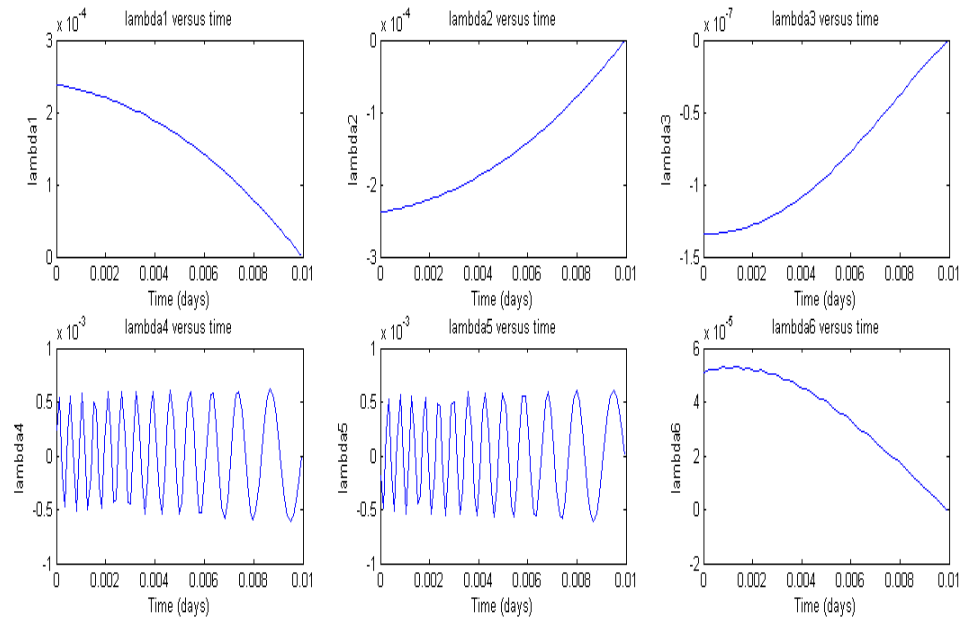 x 10^-4 lambda1 versus time
3
2
1
0
lambda1
0 0.002 0.004 0.006 0.008 0.01
Time (days)
x 10^-4 lambda2 versus time
0
-1
-2
-3
lambda2
0 0.002 0.004 0.006 0.008 0.01
Time (days)
x 10^-7 lambda3 versus time
0
-0.5
-1
-1.5
lambda3
0 0.002 0.004 0.006 0.008 0.01
Time (days)
x 10^-3 lambda4 versus time
1
0.5
0
-0.5
-1
lambda4
0 0.002 0.004 0.006 0.008 0.01
Time (days)
x 10^-3 lambda5 versus time
1
0.5
0
-0.5
-1
lambda5
0 0.002 0.004 0.006 0.008 0.01
Time (days)
x 10^-5 lambda6 versus time
6
4
2
0
-2
lambda6
0 0.002 0.004 0.006 0.008 0.01
Time (days)